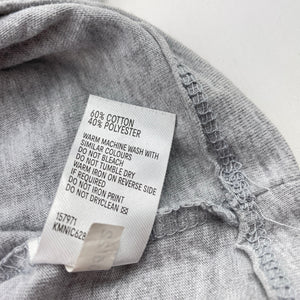 60% COTTON
40% POLYESTER
WARM MACHINE WASH WITH
SIMILAR COLOURS
DO NOT BLEACH
DO NOT TUMBLE DRY
WARM IRON ON REVERSE SIDE
IF REQUIRED
DO NOT IRON PRINT
DO NOT DRYCLEAN
157971
KMNIC628